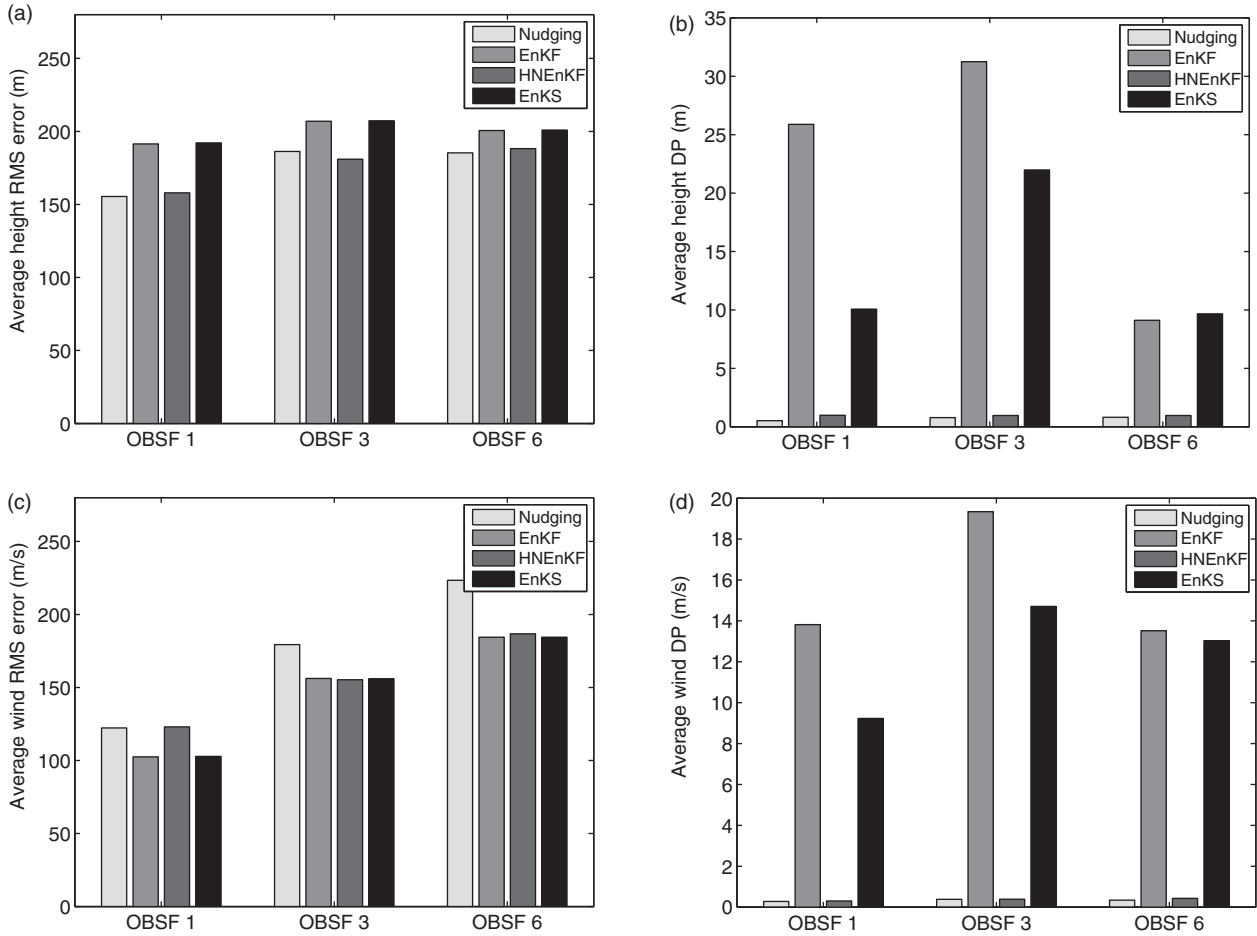 (a)
Average height RMS error (m)
250
200
150
100
50
0
Nudging
EnKF
HNEnKF
EnKS
OBSF 1
OBSF 3
OBSF 6
(b)
Average height DP (m)
35
30
25
20
15
10
5
0
Nudging
EnKF
HNEnKF
EnKS
OBSF 1
OBSF 3
OBSF 6
(c)
Average wind RMS error (m/s)
250
200
150
100
50
0
Nudging
EnKF
HNEnKF
EnKS
OBSF 1
OBSF 3
OBSF 6
(d)
Average wind DP (m/s)
20
18
16
14
12
10
8
6
4
2
0
Nudging
EnKF
HNEnKF
EnKS
OBSF 1
OBSF 3
OBSF 6